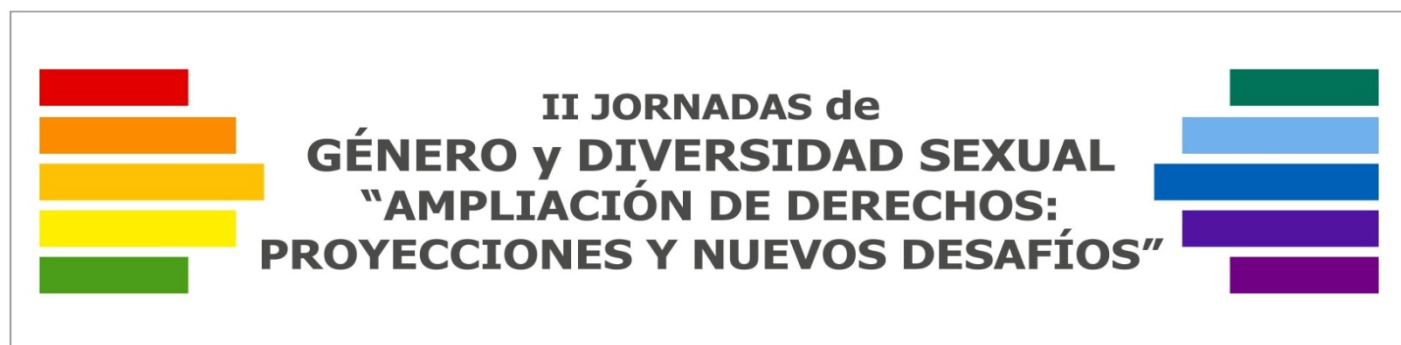 II JORNADAS de
GÉNERO y DIVERSIDAD SEXUAL
“AMPLIACIÓN DE DERECHOS:
PROYECCIONES Y NUEVOS DESAFÍOS”